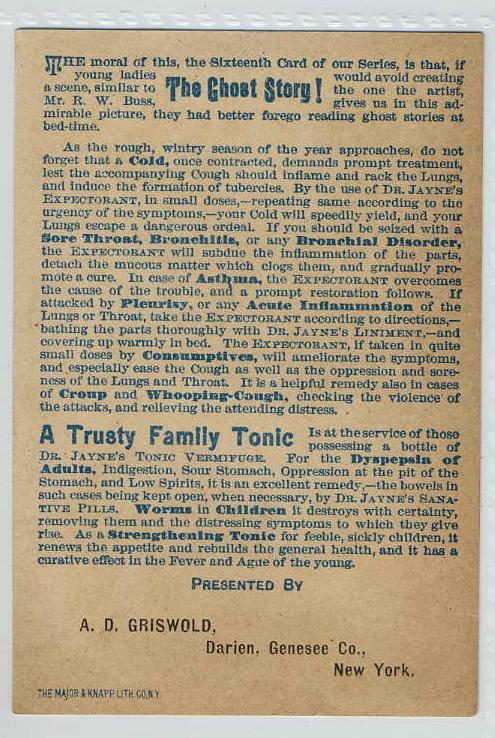 THE moral of this, the Sixteenth Card of our Series, is that, if
young ladies would avoid creating
a scene, similar to The Ghost Story! the one the artist,
Mr. R. W. Buss, gives us in this ad-
mirable picture, they had better forego reading ghost stories at
bed-time.
As the rough, wintry season of the year approaches, do not
forget that a Cold, once contracted, demands prompt treatment,
lest the accompanying Cough should inflame and rack the Lungs,
and induce the formation of tubercles. By the use of DR. JAYNE'S
EXPECTORANT, in small doses,—repeating same according to the
urgency of the symptoms,—your Cold will speedily yield, and your
Lungs escape a dangerous ordeal. If you should be seized with a
Sore Throat, Bronchitis, or any Bronchial Disorder,
the EXPECTORANT will subdue the inflammation of the parts,
detach the mucous matter which clogs them, and gradually pro-
mote a cure. In case of Asthma, the EXPECTORANT overcomes
the cause of the trouble, and a prompt restoration follows. If
attacked by Pleurisy, or any Acute Inflammation of the
Lungs or Throat, take the EXPECTORANT according to directions,—
bathing the parts thoroughly with DR. JAYNE'S LINIMENT,—and
covering up warmly in bed. The EXPECTORANT, if taken in quite
small doses by Consumptives, will ameliorate the symptoms,
and especially ease the Cough as well as the oppression and sore-
ness of the Lungs and Throat. It is a helpful remedy also in cases
of Croup and Whooping-Cough, checking the violence of
the attacks, and relieving the attending distress.
A Trusty Family Tonic Is at the service of those
possessing a bottle of
DR. JAYNE'S TONIC VERMIFUGE. For the Dyspepsia of
Adults, Indigestion, Sour Stomach, Oppression at the pit of the
Stomach, and Low Spirits, it is an excellent remedy,—the bowels in
such cases being kept open, when necessary, by DR. JAYNE'S SANA-
TIVE PILLS. Worms in Children it destroys with certainty,
removing them and the distressing symptoms to which they give
rise. As a Strengthening Tonic for feeble, sickly children, it
renews the appetite and rebuilds the general health, and it has a
curative effect in the Fever and Ague of the young.
PRESENTED BY
A. D. GRISWOLD,
Darien, Genesee Co.,
New York.
THE MAJOR & KNAPP LITH. CO. N.Y.